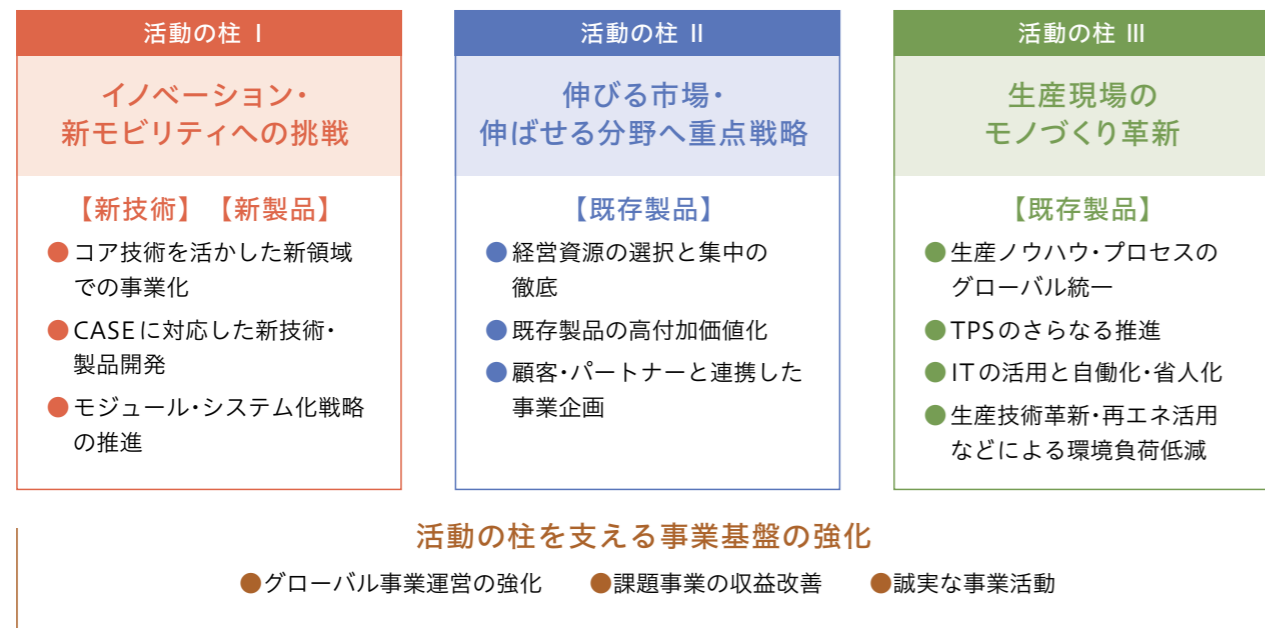 活動の柱 Ⅰ
イノベーション・
新モビリティへの挑戦
【新技術】【新製品】
●コア技術を活かした新領域
での事業化
●CASEに対応した新技術・
製品開発
●モジュール・システム化戦略
の推進
活動の柱 Ⅱ
伸びる市場・
伸ばせる分野へ重点戦略
【既存製品】
●経営資源の選択と集中の
徹底
●既存製品の高付加価値化
●顧客・パートナーと連携した
事業企画
活動の柱 Ⅲ
生産現場の
モノづくり革新
【既存製品】
●生産ノウハウ・プロセスの
グローバル統一
●TPSのさらなる推進
●ITの活用と自働化・省人化
●生産技術革新・再エネ活用
などによる環境負荷低減
活動の柱を支える事業基盤の強化
●グローバル事業運営の強化 ●課題事業の収益改善 ●誠実な事業活動